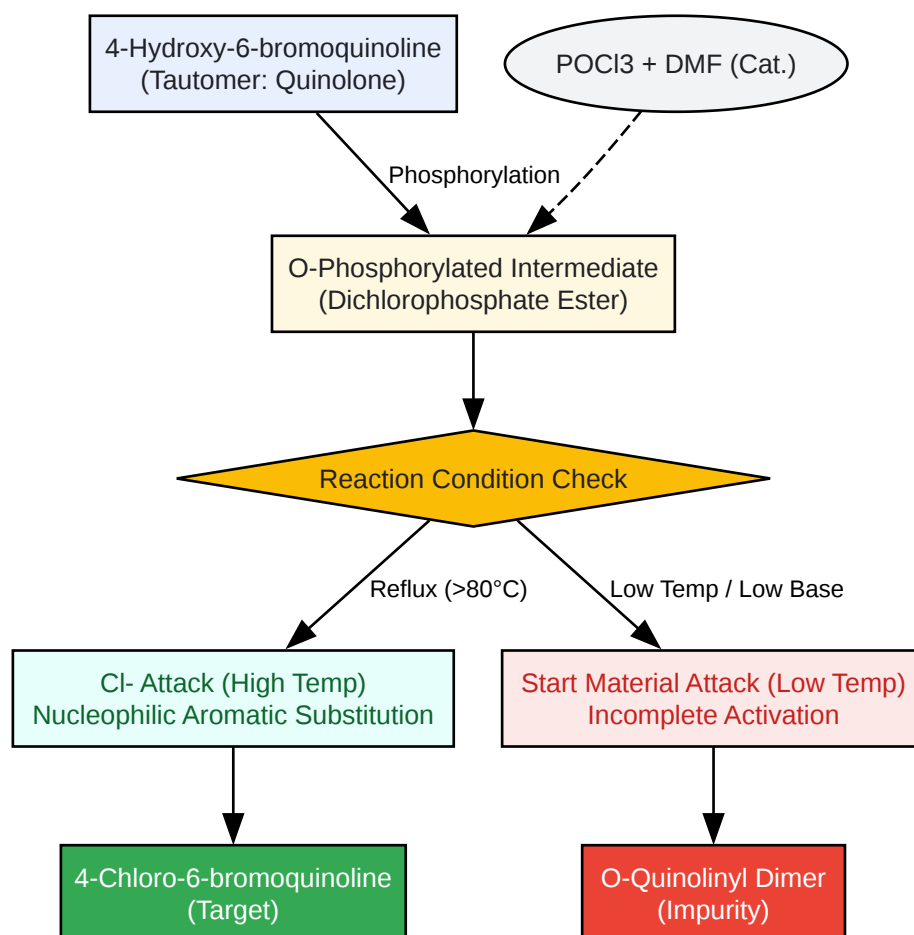 4-Hydroxy-6-bromoquinoline
(Tautomer: Quinolone)
POCl3 + DMF (Cat.)
Phosphorylation
O-Phosphorylated Intermediate
(Dichlorophosphate Ester)
Reaction Condition Check
Reflux (>80°C)
Low Temp / Low Base
Cl- Attack (High Temp)
Nucleophilic Aromatic Substitution
Start Material Attack (Low Temp)
Incomplete Activation
4-Chloro-6-bromoquinoline
(Target)
O-Quinolinyl Dimer
(Impurity)